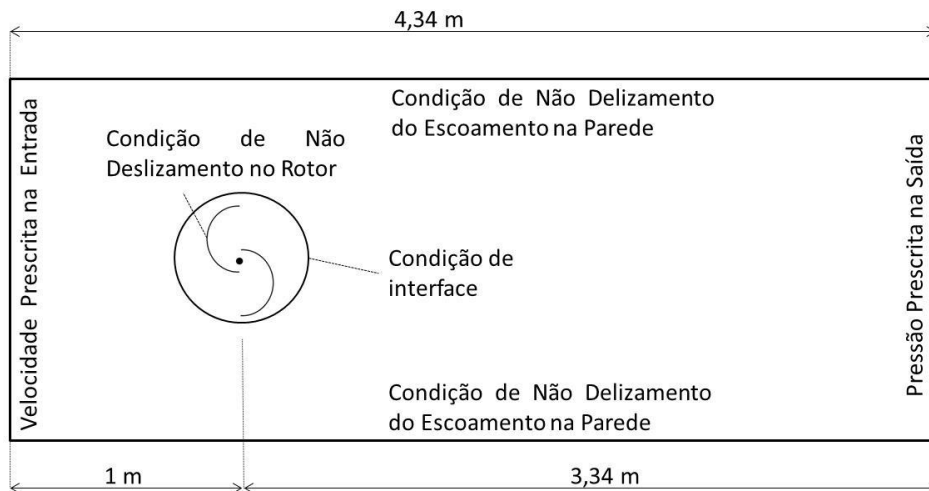 4,34 m
Velocidade Prescrita na Entrada
Condição de Não
Deslizamento no Rotor
Condição de Não Delizamento
do Escoamento na Parede
Condição de
interface
Condição de Não Delizamento
do Escoamento na Parede
Pressão Prescrita na Saída
1 m
3,34 m